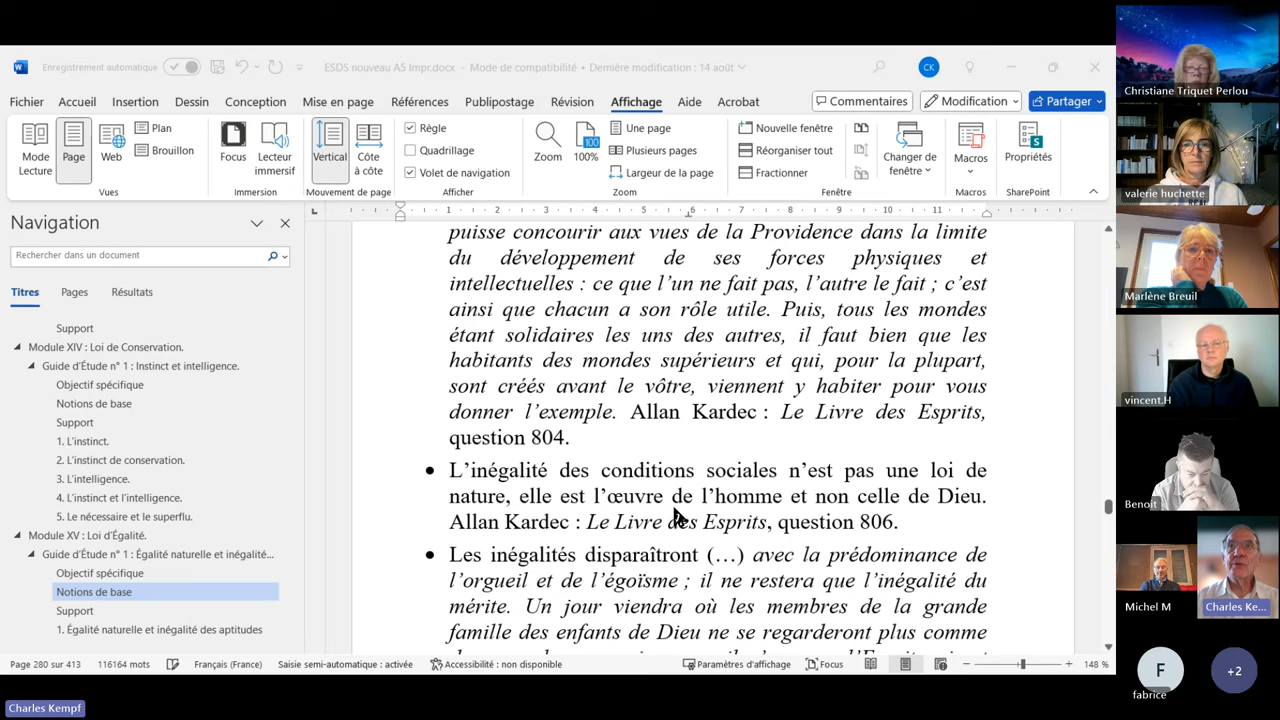 Enregistrement automatique
ESDS nouveau A5 Impr.docx - Mode de compatibilité • Dernière modification : 14 août
CK
Fichier Accueil Insertion Dessin Conception Mise en page Références Publipostage Révision Affichage Aide Acrobat
Commentaires Modification Partager
Mode Lecture
Page
Web
Plan
Brouillon
Vues
Focus
Lecteur immersif
Immersion
Vertical
Côte à côte
Mouvement de page
Règle
Quadrillage
Volet de navigation
Afficher
Zoom
100
100%
Une page
Plusieurs pages
Largeur de la page
Zoom
Nouvelle fenêtre
Réorganiser tout
Fractionner
Changer de fenêtre
Fenêtre
Macros
Macros
Propriétés
SharePoint
Navigation
Rechercher dans un document
Titres Pages Résultats
Support
Module XIV : Loi de Conservation.
Guide d'Étude n° 1 : Instinct et intelligence.
Objectif spécifique
Notions de base
Support
1. L'instinct.
2. L'instinct de conservation.
3. L'intelligence.
4. L'instinct et l'intelligence.
5. Le nécessaire et le superflu.
Module XV : Loi d'Égalité.
Guide d'Étude n° 1 : Égalité naturelle et inégalité...
Objectif spécifique
Notions de base
Support
1. Égalité naturelle et inégalité des aptitudes
1 2 3 4 5 6 7 8 9 10 11
puisse concourir aux vues de la Providence dans la limite
du développement de ses forces physiques et
intellectuelles : ce que l'un ne fait pas, l'autre le fait ; c'est
ainsi que chacun a son rôle utile. Puis, tous les mondes
étant solidaires les uns des autres, il faut bien que les
habitants des mondes supérieurs et qui, pour la plupart,
sont créés avant le vôtre, viennent y habiter pour vous
donner l'exemple. Allan Kardec : Le Livre des Esprits,
question 804.
• L'inégalité des conditions sociales n'est pas une loi de
nature, elle est l'œuvre de l'homme et non celle de Dieu.
Allan Kardec : Le Livre des Esprits, question 806.
• Les inégalités disparaîtront (…) avec la prédominance de
l'orgueil et de l'égoïsme ; il ne restera que l'inégalité du
mérite. Un jour viendra où les membres de la grande
famille des enfants de Dieu ne se regarderont plus comme
Page 280 sur 413 116164 mots Français (France) Saisie semi-automatique : activée Accessibilité : non disponible Paramètres d'affichage Focus 148 %
Charles Kempf
Christiane Triquet Perlou
valerie huchette
Marlène Breuil
vincent.H
Benoit
Michel M
Charles Ke...
F
fabrice
+2